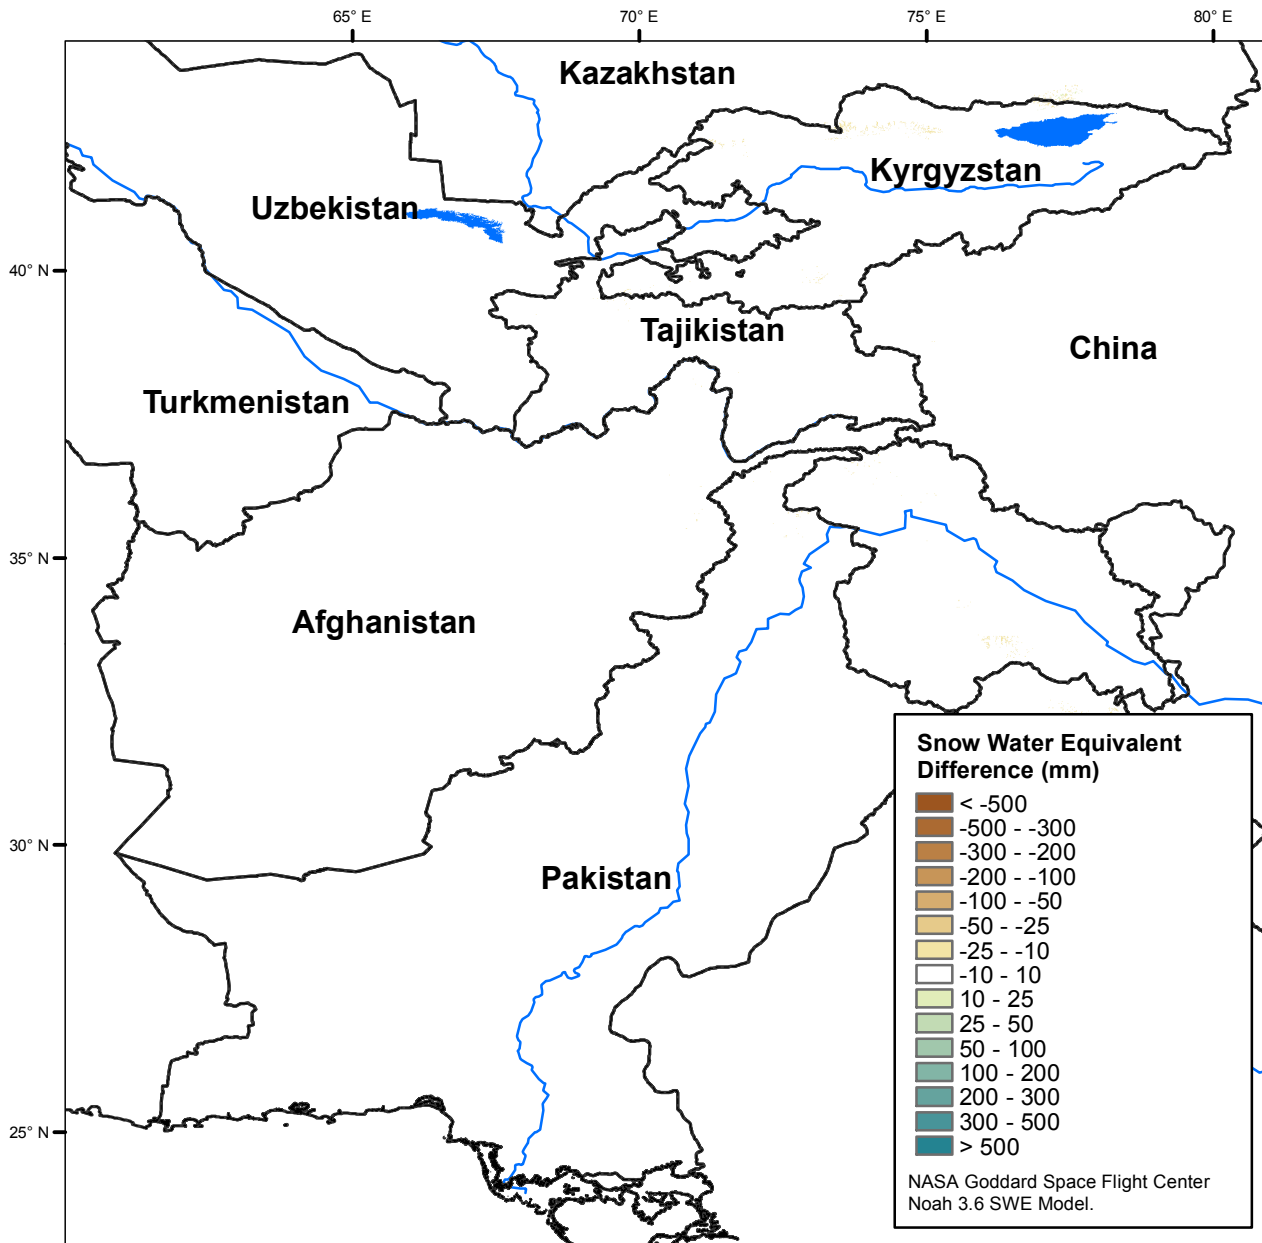 65° E
70° E
75° E
80° E
Kazakhstan
Kyrgyzstan
Uzbekistan
40° N
Tajikistan
China
Turkmenistan
35° N
Afghanistan
30° N
Pakistan
25° N
Snow Water Equivalent
Difference (mm)
< -500
-500 - -300
-300 - -200
-200 - -100
-100 - -50
-50 - -25
-25 - -10
-10 - 10
10 - 25
25 - 50
50 - 100
100 - 200
200 - 300
300 - 500
> 500
NASA Goddard Space Flight Center
Noah 3.6 SWE Model.